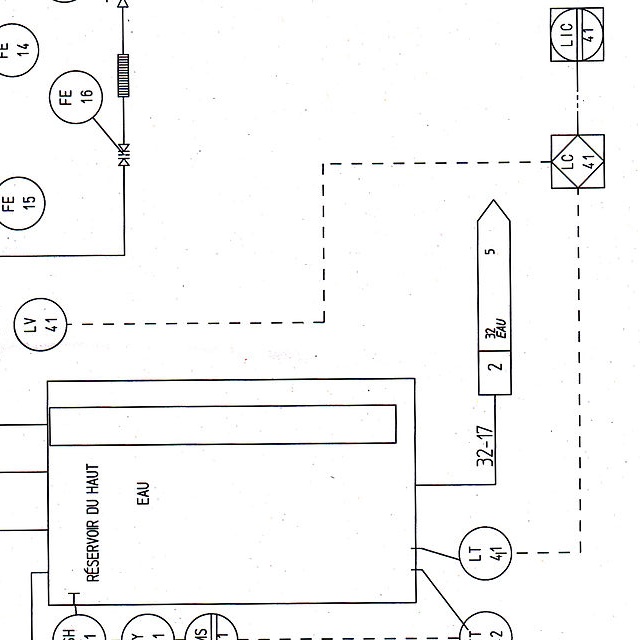 FE
14
FE
16
FE
15
LIC
41
LC
41
5
32
EAU
2
32-17
LV
41
RÉSERVOIR DU HAUT
EAU
LT
41